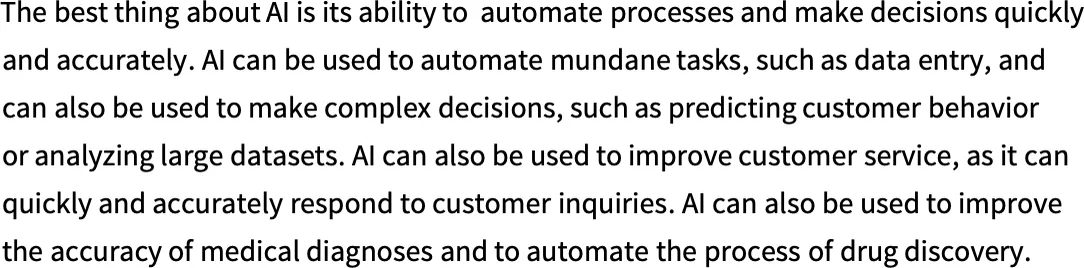 The best thing about AI is its ability to automate processes and make decisions quickly
and accurately. AI can be used to automate mundane tasks, such as data entry, and
can also be used to make complex decisions, such as predicting customer behavior
or analyzing large datasets. AI can also be used to improve customer service, as it can
quickly and accurately respond to customer inquiries. AI can also be used to improve
the accuracy of medical diagnoses and to automate the process of drug discovery.